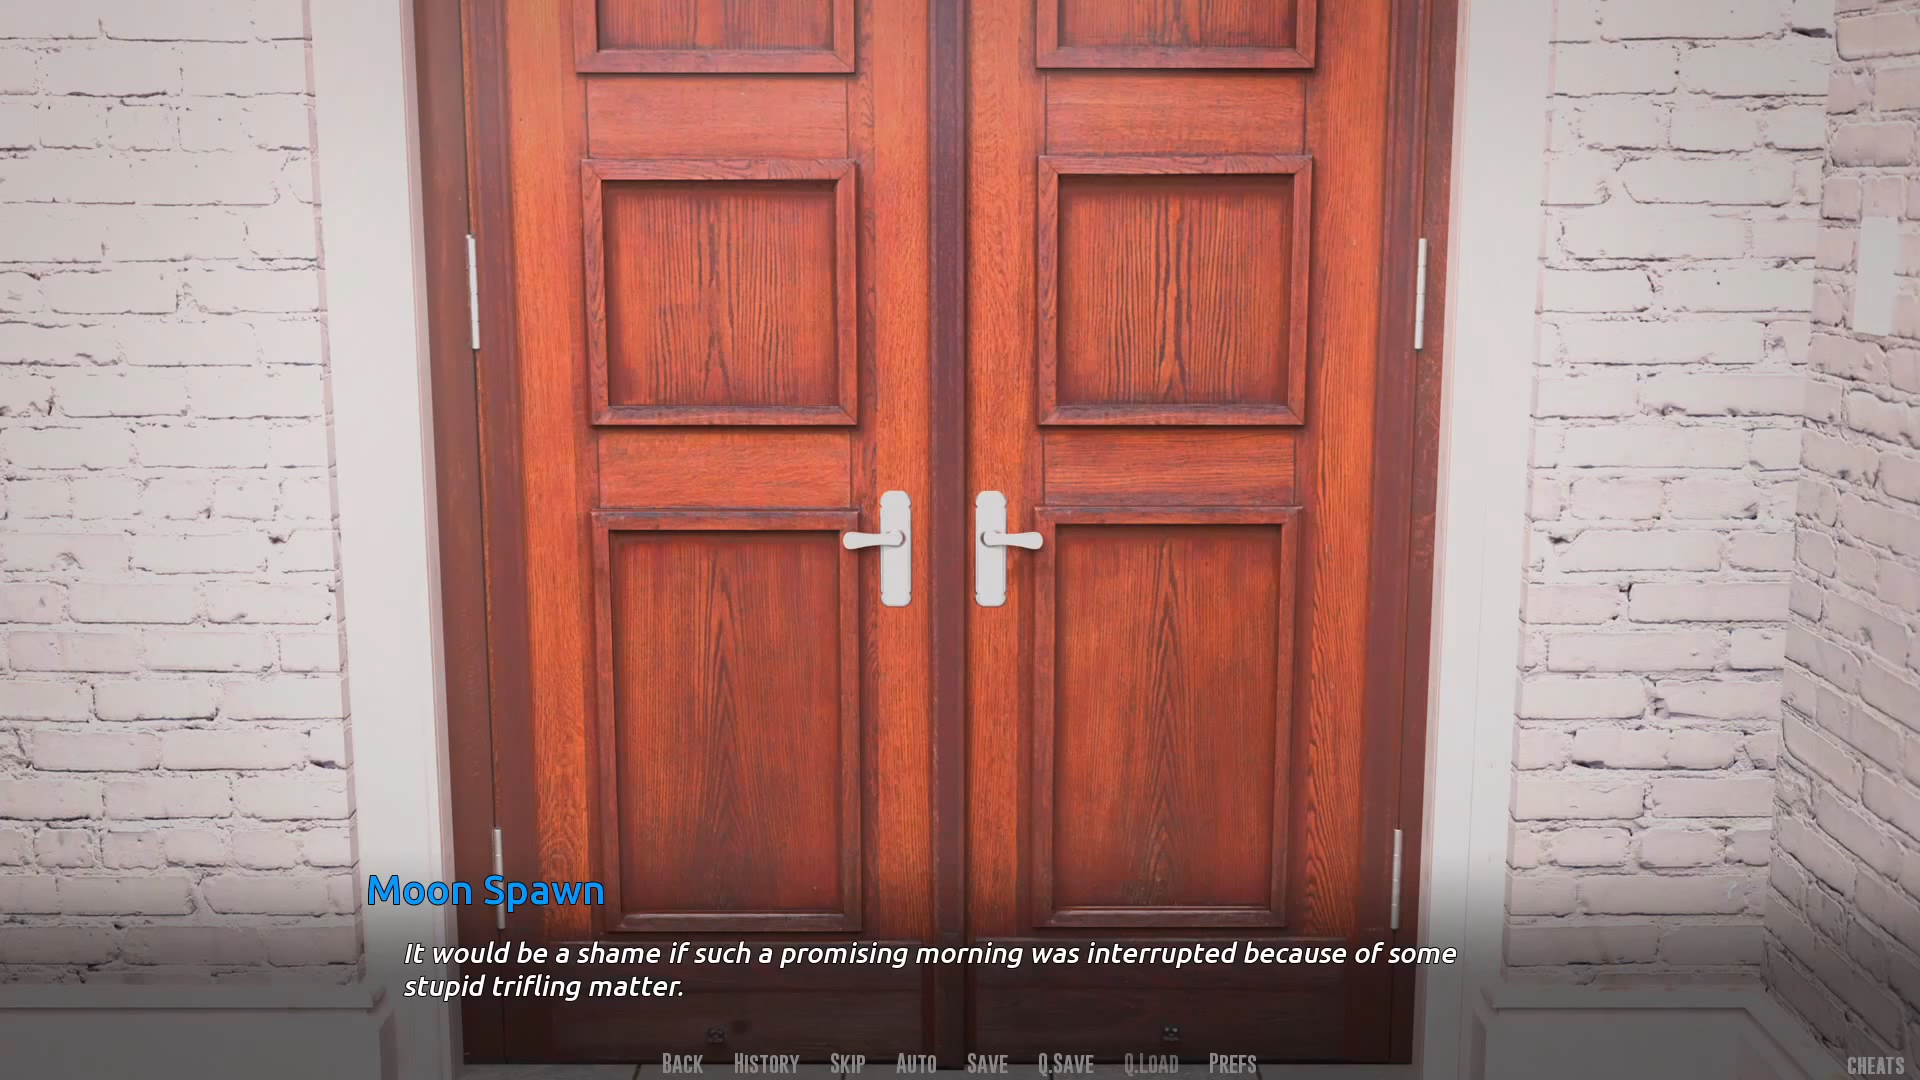 Moon Spawn
It would be a shame if such a promising morning was interrupted because of some
stupid trifling matter.
Back History Skip Auto Save Q.Save Q.Load Prefs
CHEATS